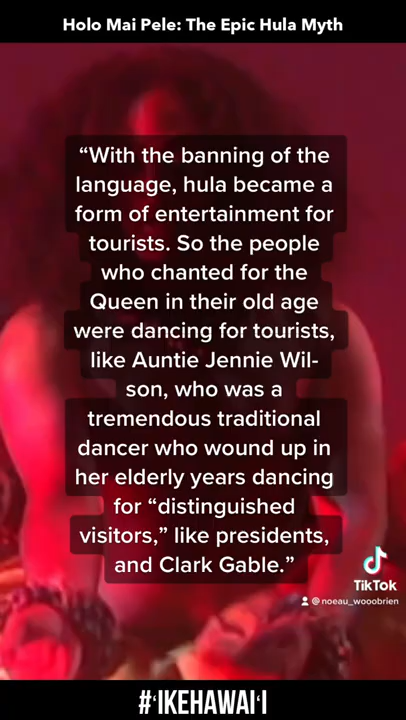 Holo Mai Pele: The Epic Hula Myth
“With the banning of the
language, hula became a
form of entertainment for
tourists. So the people
who chanted for the
Queen in their old age
were dancing for tourists,
like Auntie Jennie Wil-
son, who was a
tremendous traditional
dancer who wound up in
her elderly years dancing
for “distinguished
visitors,” like presidents,
and Clark Gable.”
TikTok
@noeau_wooobrien
#ʻIKEHAWAIʻI